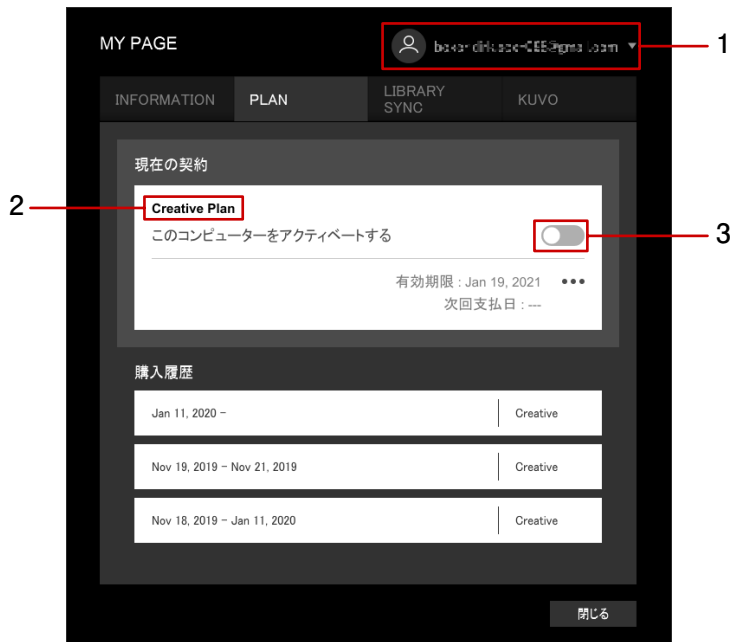 MY PAGE
1
INFORMATION
PLAN
LIBRARY
SYNC
KUVO
現在の契約
2
Creative Plan
このコンピューターをアクティベートする
3
有効期限 : Jan 19, 2021 •••
次回支払日 : ---
購入履歴
Jan 11, 2020 – Creative
Nov 19, 2019 – Nov 21, 2019 Creative
Nov 18, 2019 – Jan 11, 2020 Creative
閉じる